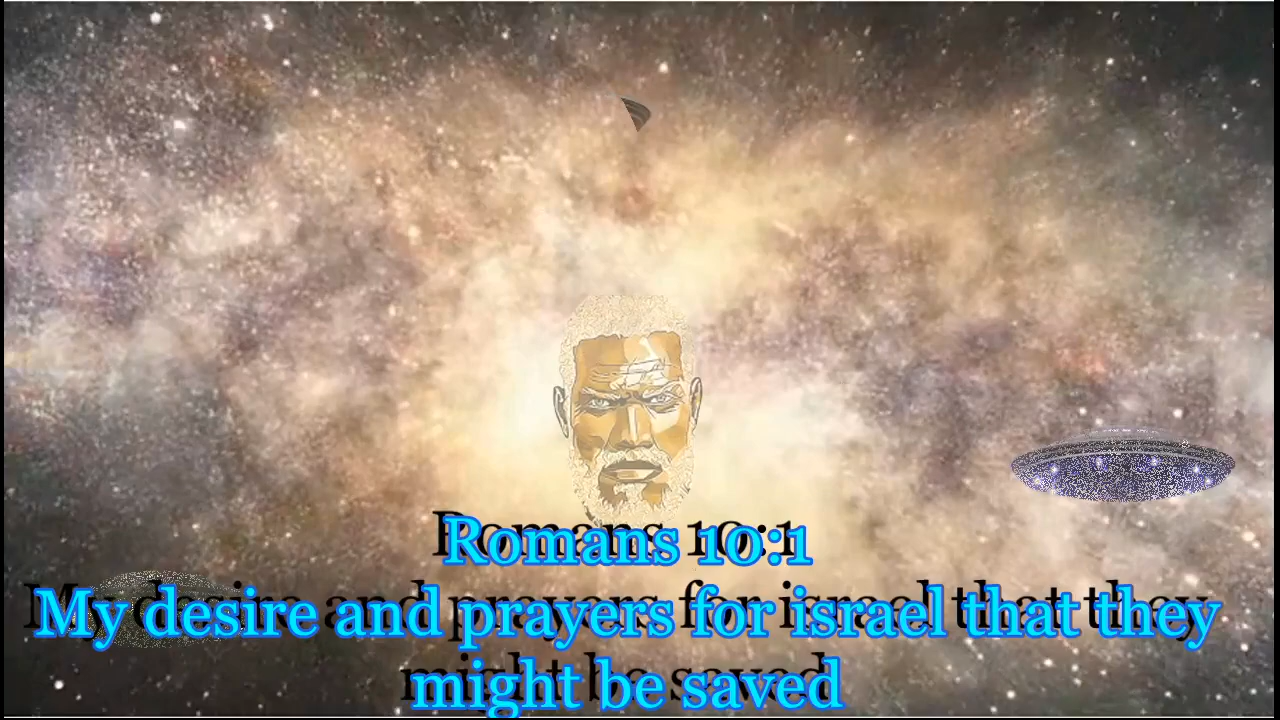 Romans 10:1
My desire and prayers for israel that they
might be saved